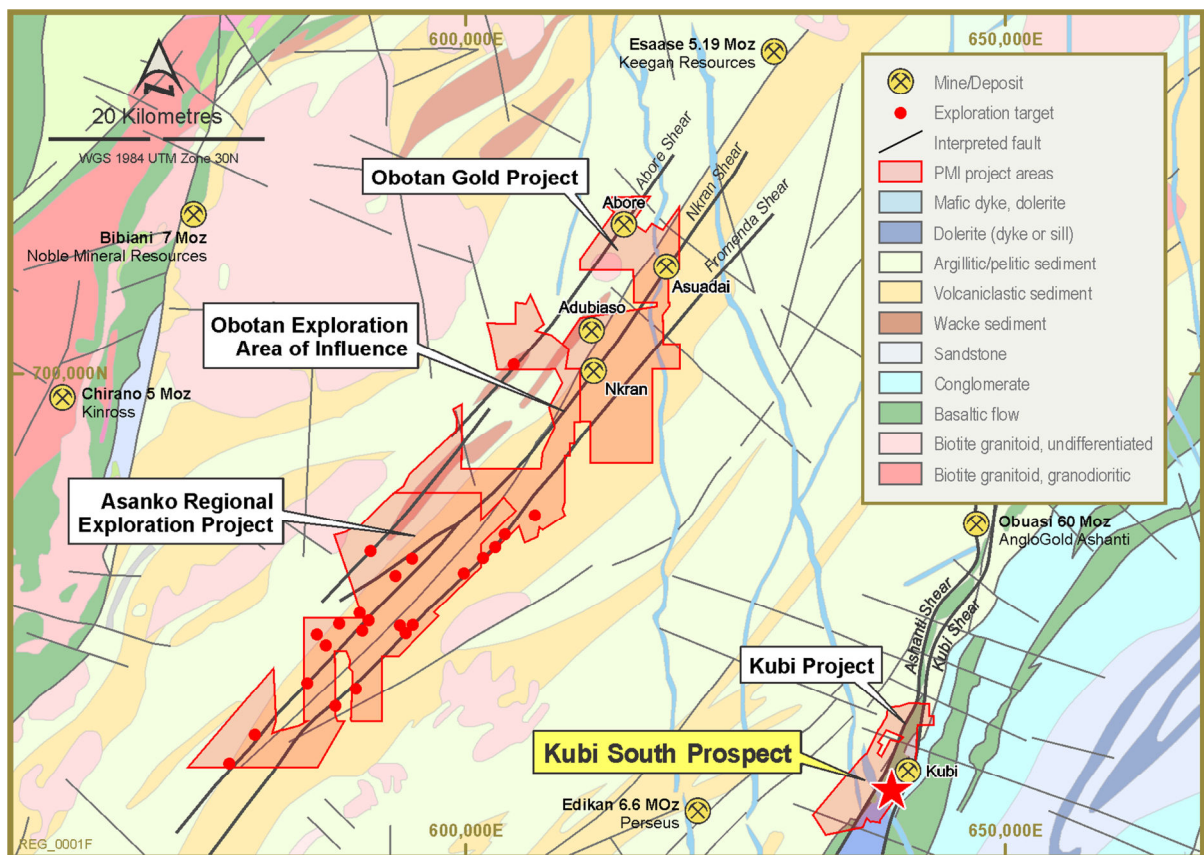 600,000E
650,000E
Esaase 5.19 Moz
Keegan Resources
20 Kilometres
WGS 1984 UTM Zone 30N
Mine/Deposit
Exploration target
Interpreted fault
PMI project areas
Mafic dyke, dolerite
Dolerite (dyke or sill)
Argillitic/pelitic sediment
Volcaniclastic sediment
Wacke sediment
Sandstone
Conglomerate
Basaltic flow
Biotite granitoid, undifferentiated
Biotite granitoid, granodioritic
Abore Shear
Nkran Shear
Fromenda Shear
Obotan Gold Project
Abore
Bibiani 7 Moz
Noble Mineral Resources
Asuadai
Adubiaso
Obotan Exploration
Area of Influence
Nkran
700,000N
Chirano 5 Moz
Kinross
Asanko Regional
Exploration Project
Obuasi 60 Moz
AngloGold Ashanti
Ashanti Shear
Kubi Shear
Kubi Project
Kubi South Prospect
Kubi
Edikan 6.6 MOz
Perseus
REG_0001F
600,000E
650,000E